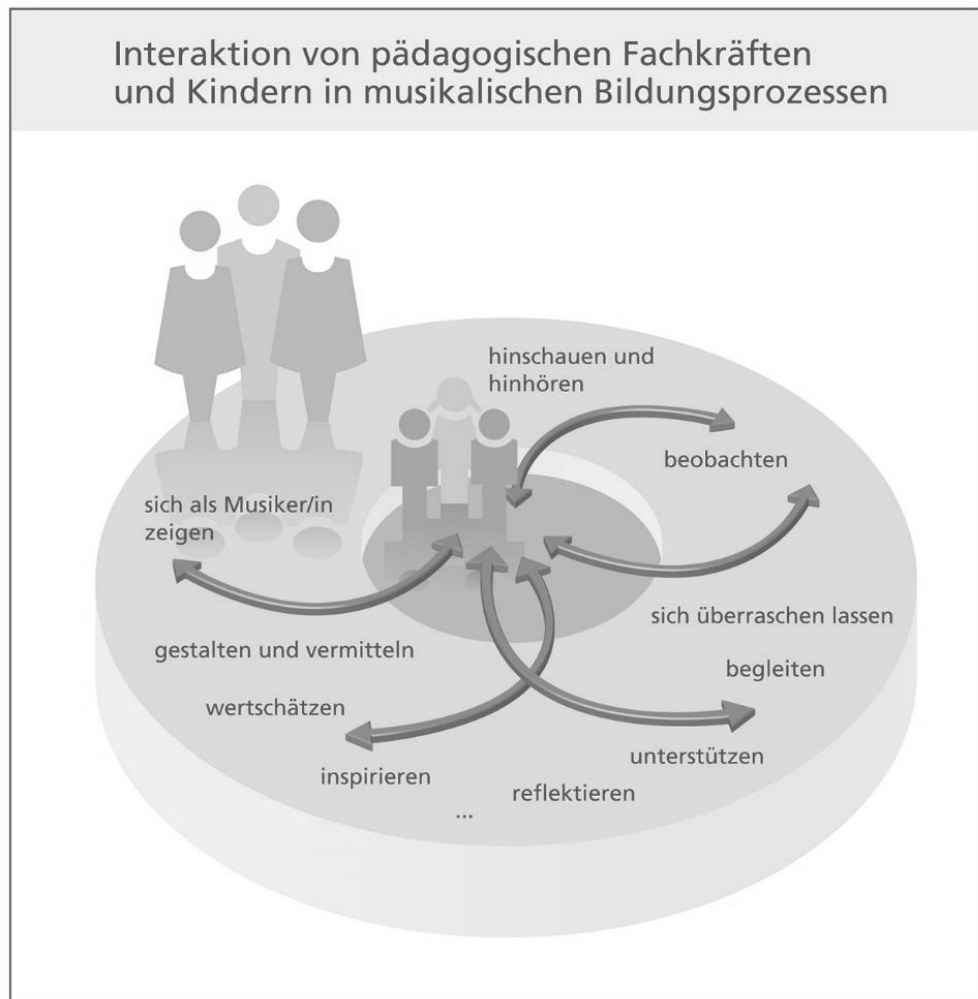 Interaktion von pädagogischen Fachkräften
und Kindern in musikalischen Bildungsprozessen
hinschauen und
hinhören
beobachten
sich als Musiker/in
zeigen
sich überraschen lassen
gestalten und vermitteln
begleiten
wertschätzen
unterstützen
inspirieren
reflektieren
...